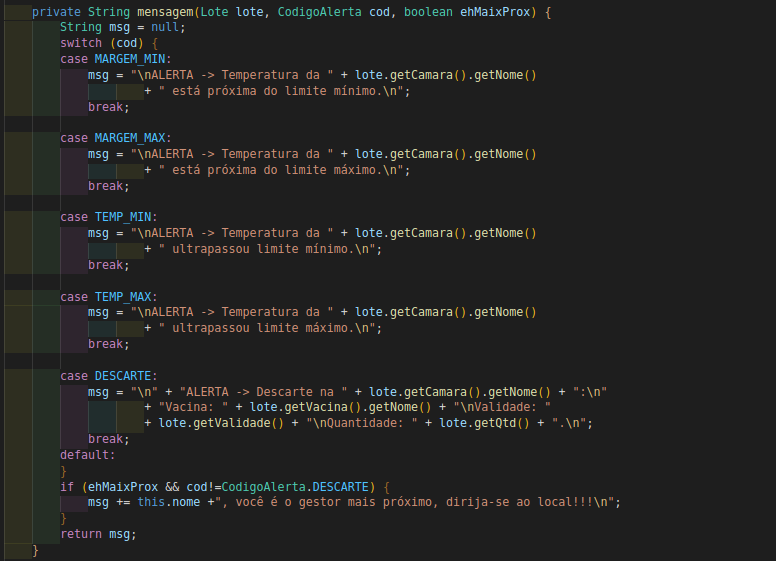 private String mensagem(Lote lote, CodigoAlerta cod, boolean ehMaixProx) {
String msg = null;
switch (cod) {
case MARGEM_MIN:
msg = "\nALERTA -> Temperatura da " + lote.getCamara().getNome()
+ " está próxima do limite mínimo.\n";
break;
case MARGEM_MAX:
msg = "\nALERTA -> Temperatura da " + lote.getCamara().getNome()
+ " está próxima do limite máximo.\n";
break;
case TEMP_MIN:
msg = "\nALERTA -> Temperatura da " + lote.getCamara().getNome()
+ " ultrapassou limite mínimo.\n";
break;
case TEMP_MAX:
msg = "\nALERTA -> Temperatura da " + lote.getCamara().getNome()
+ " ultrapassou limite máximo.\n";
break;
case DESCARTE:
msg = "\n" + "ALERTA -> Descarte na " + lote.getCamara().getNome() + ":\n"
+ "Vacina: " + lote.getVacina().getNome() + "\nValidade: "
+ lote.getValidade() + "\nQuantidade: " + lote.getQtd() + ".\n";
break;
default:
}
if (ehMaixProx && cod!=CodigoAlerta.DESCARTE) {
msg += this.nome +", você é o gestor mais próximo, dirija-se ao local!!!\n";
}
return msg;
}